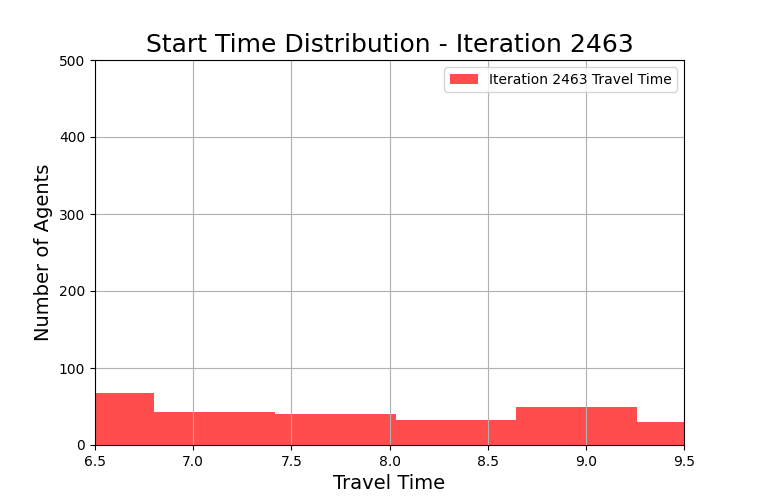 Start Time Distribution - Iteration 2463
Iteration 2463 Travel Time
Number of Agents
500
400
300
200
100
0
6.5 7.0 7.5 8.0 8.5 9.0 9.5
Travel Time